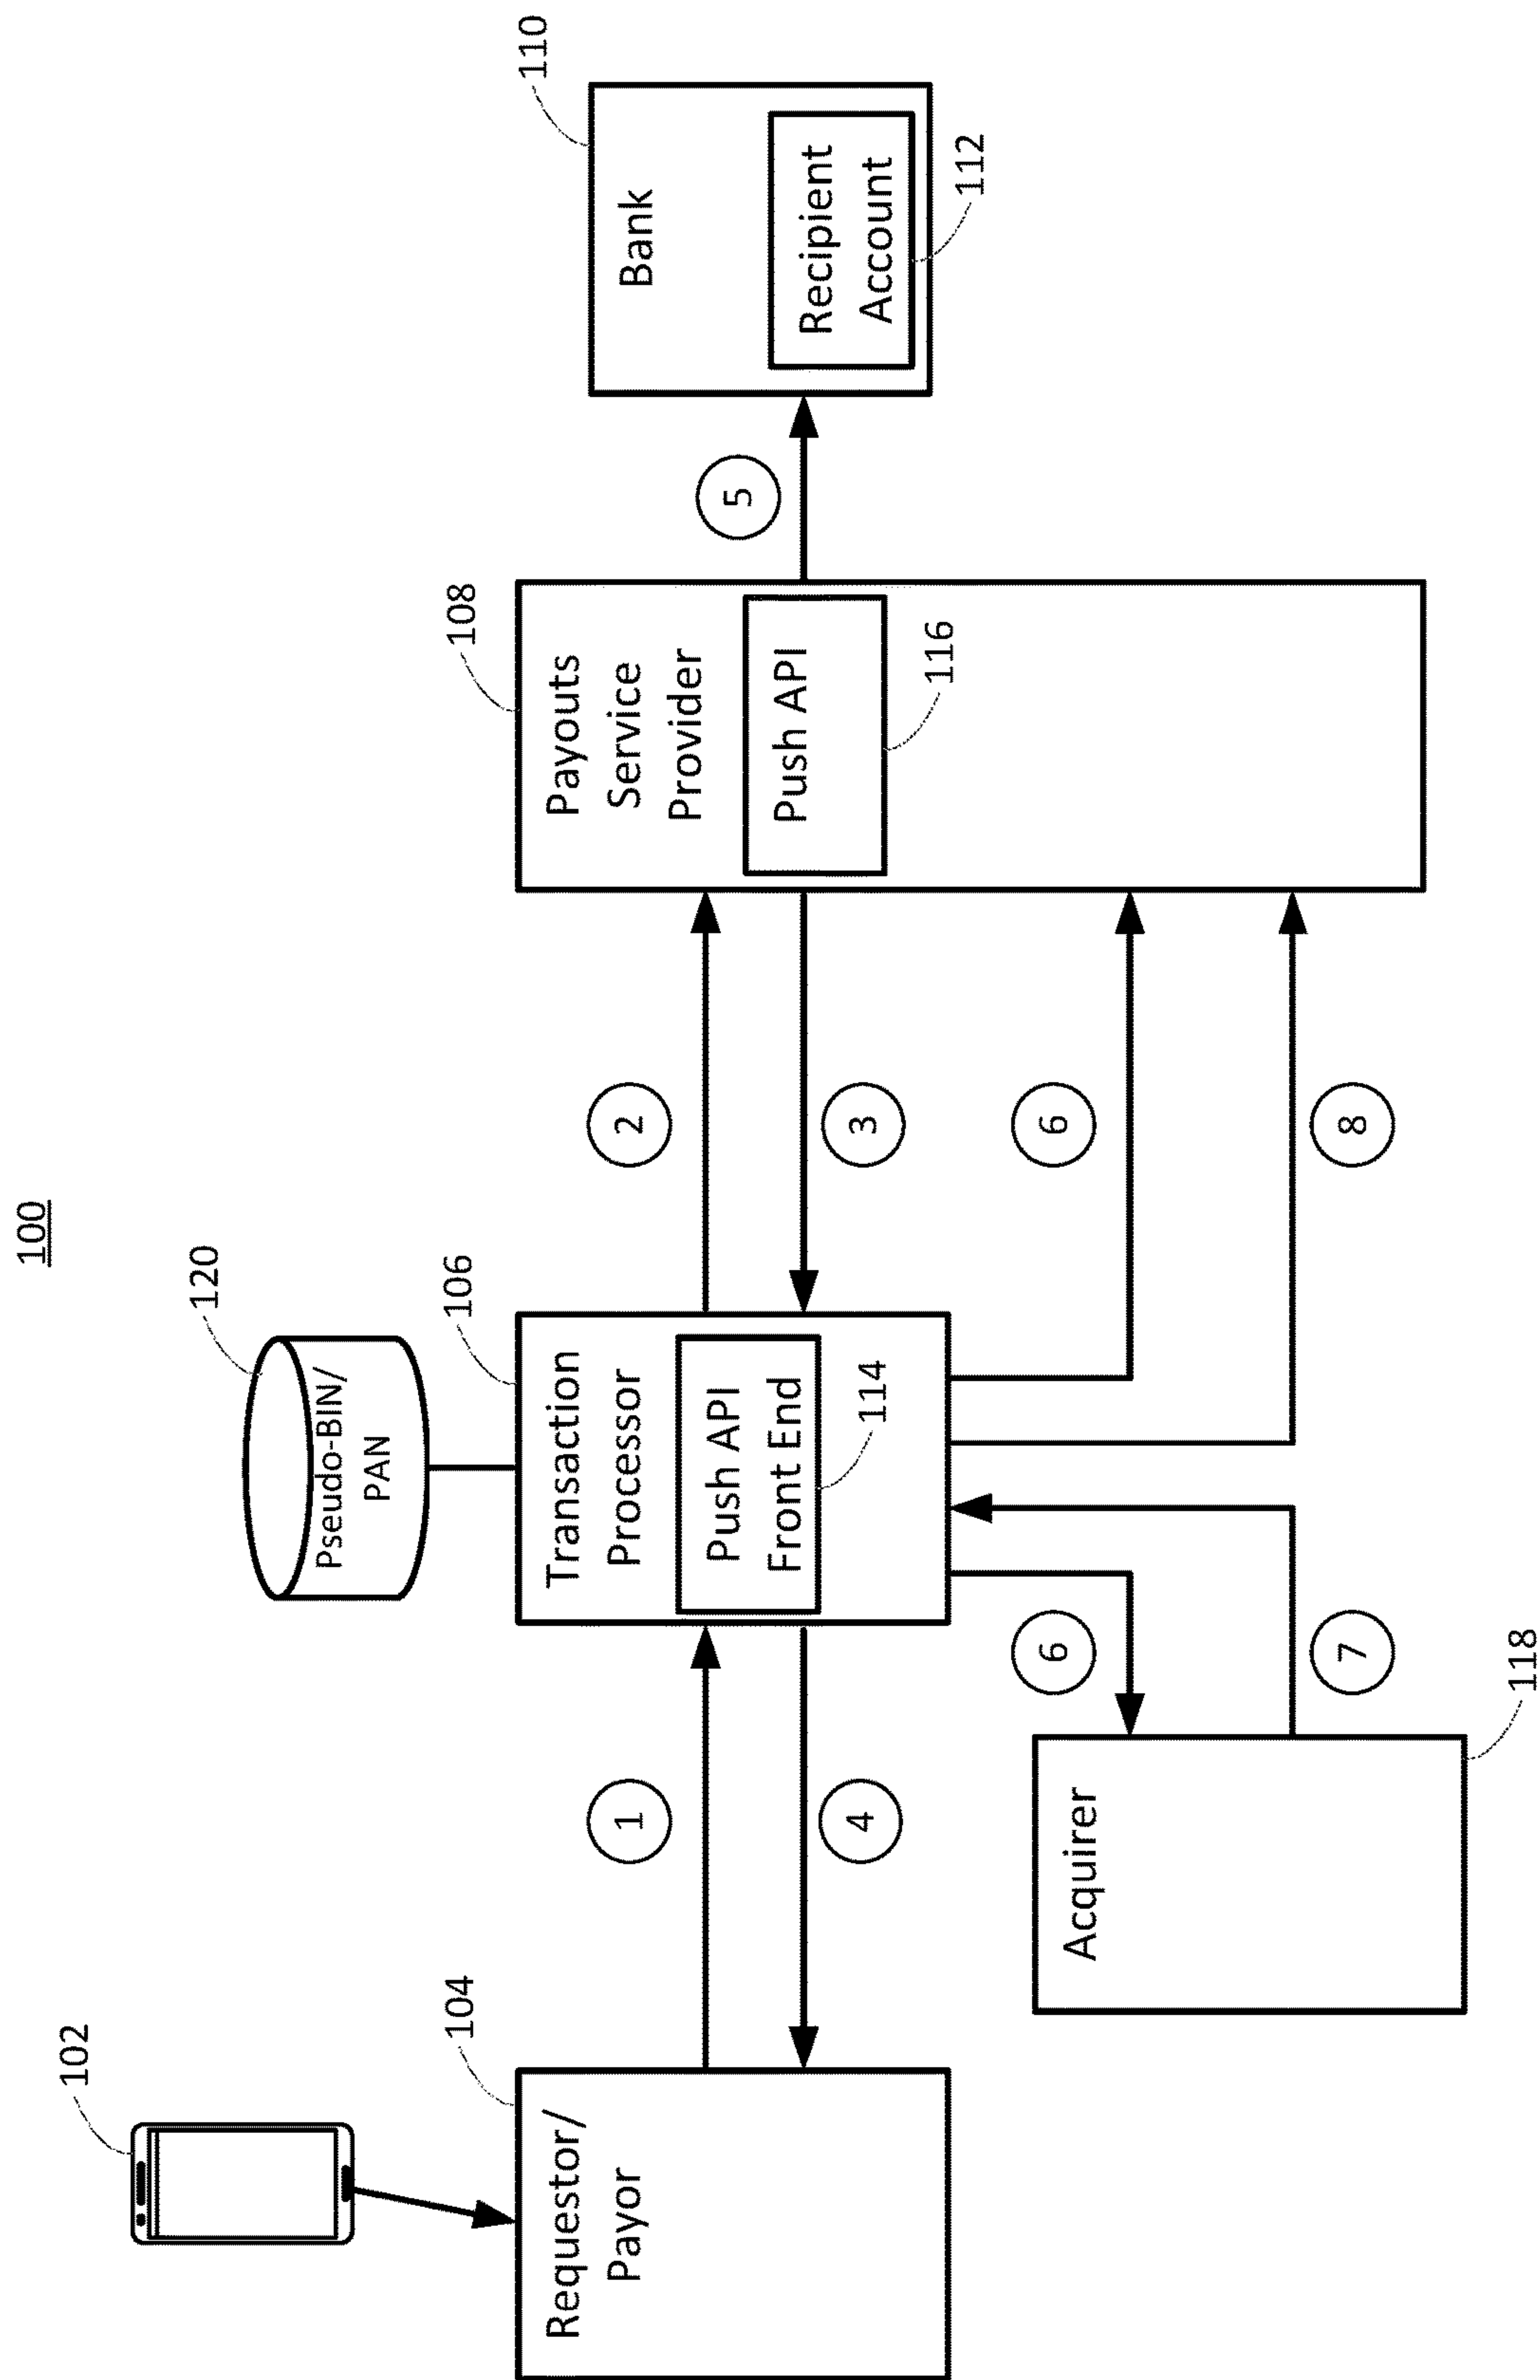 100
102
104
Requestor/
Payor
1
4
120
Pseudo-BIN/
PAN
106
Transaction
Processor
Push API
Front End
114
2
3
108
Payouts
Service
Provider
Push API
116
5
110
Bank
Recipient
Account
112
6
6
7
8
Acquirer
118